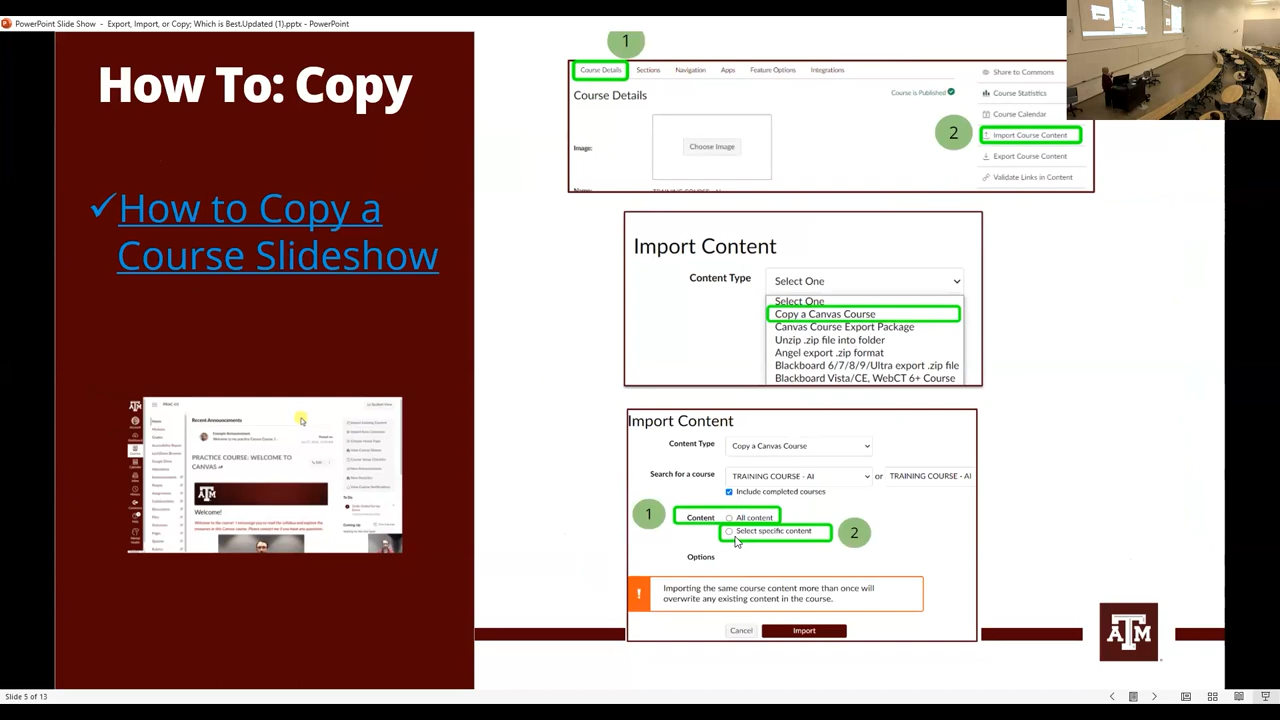 PowerPoint Slide Show - Export, Import, or Copy; Which is Best.Updated (1).pptx - PowerPoint
How To: Copy
✓How to Copy a
Course Slideshow
Recent Announcements
PRACTICE COURSE: WELCOME TO
CANVAS
Welcome!
1
Course Details Sections Navigation Apps Feature Options Integrations
Course Details
Course is Published
Image:
Choose Image
2
Share to Commons
Course Statistics
Course Calendar
Import Course Content
Export Course Content
Validate Links in Content
Import Content
Content Type
Select One
Select One
Copy a Canvas Course
Canvas Course Export Package
Unzip .zip file into folder
Angel export .zip format
Blackboard 6/7/8/9/Ultra export .zip file
Blackboard Vista/CE, WebCT 6+ Course
Import Content
Content Type Copy a Canvas Course
Search for a course TRAINING COURSE - AI or TRAINING COURSE - AI
Include completed courses
1 Content All content
Select specific content 2
Options
! Importing the same course content more than once will
overwrite any existing content in the course.
Cancel Import
ATM
Slide 5 of 13